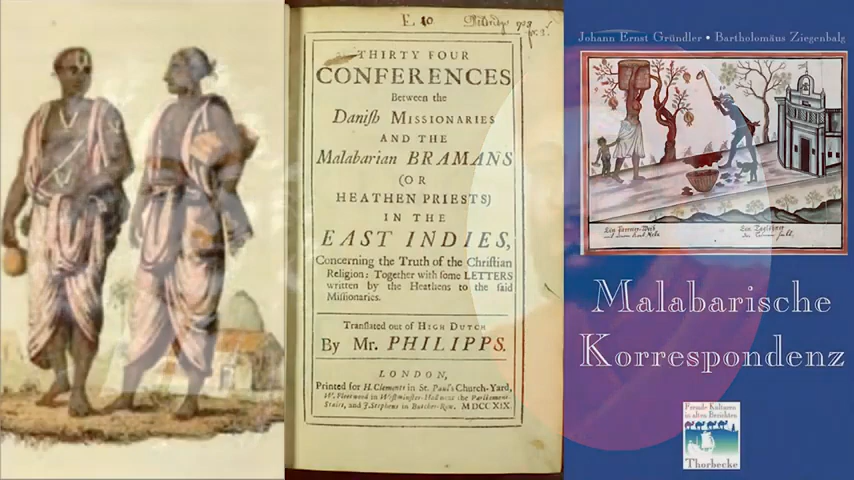 E. 10
THIRTY FOUR
CONFERENCES
Between the
Daniſh MISSIONARIES
AND THE
Malabarian BRAMANS
(OR
HEATHEN PRIESTS)
IN THE
EAST INDIES,
Concerning the Truth of the Chriſtian
Religion: Together with ſome LETTERS
written by the Heathens to the ſaid
Miſſionaries.
Tranſlated out of HIGH DUTCH
By Mr. PHILIPPS.
LONDON,
Printed for H. Clements in St. Paul's Church-Yard,
W. Fleetwood in Weſtminſter-Hall near the Parliament
Stairs, and J. Stephens in Butcher-Row. MDCCXIX.
Johann Ernst Gründler • Bartholomäus Ziegenbalg
Malabarische
Korrespondenz
Fremde Kulturen
in alten Berichten
Thorbecke